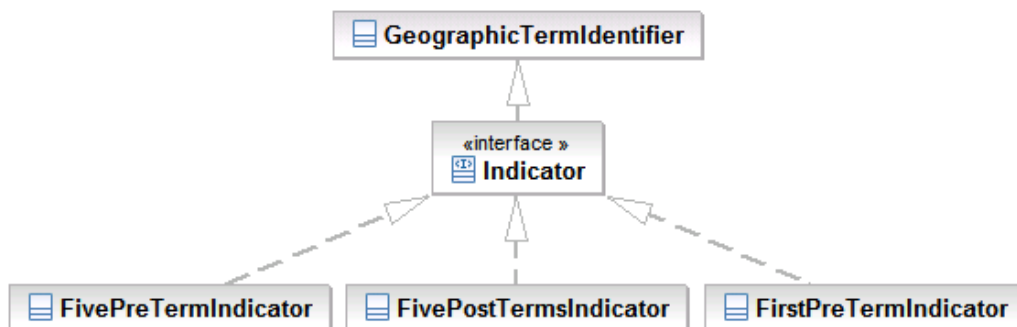 GeographicTermIdentifier
«interface »
Indicator
FivePreTermIndicator
FivePostTermsIndicator
FirstPreTermIndicator